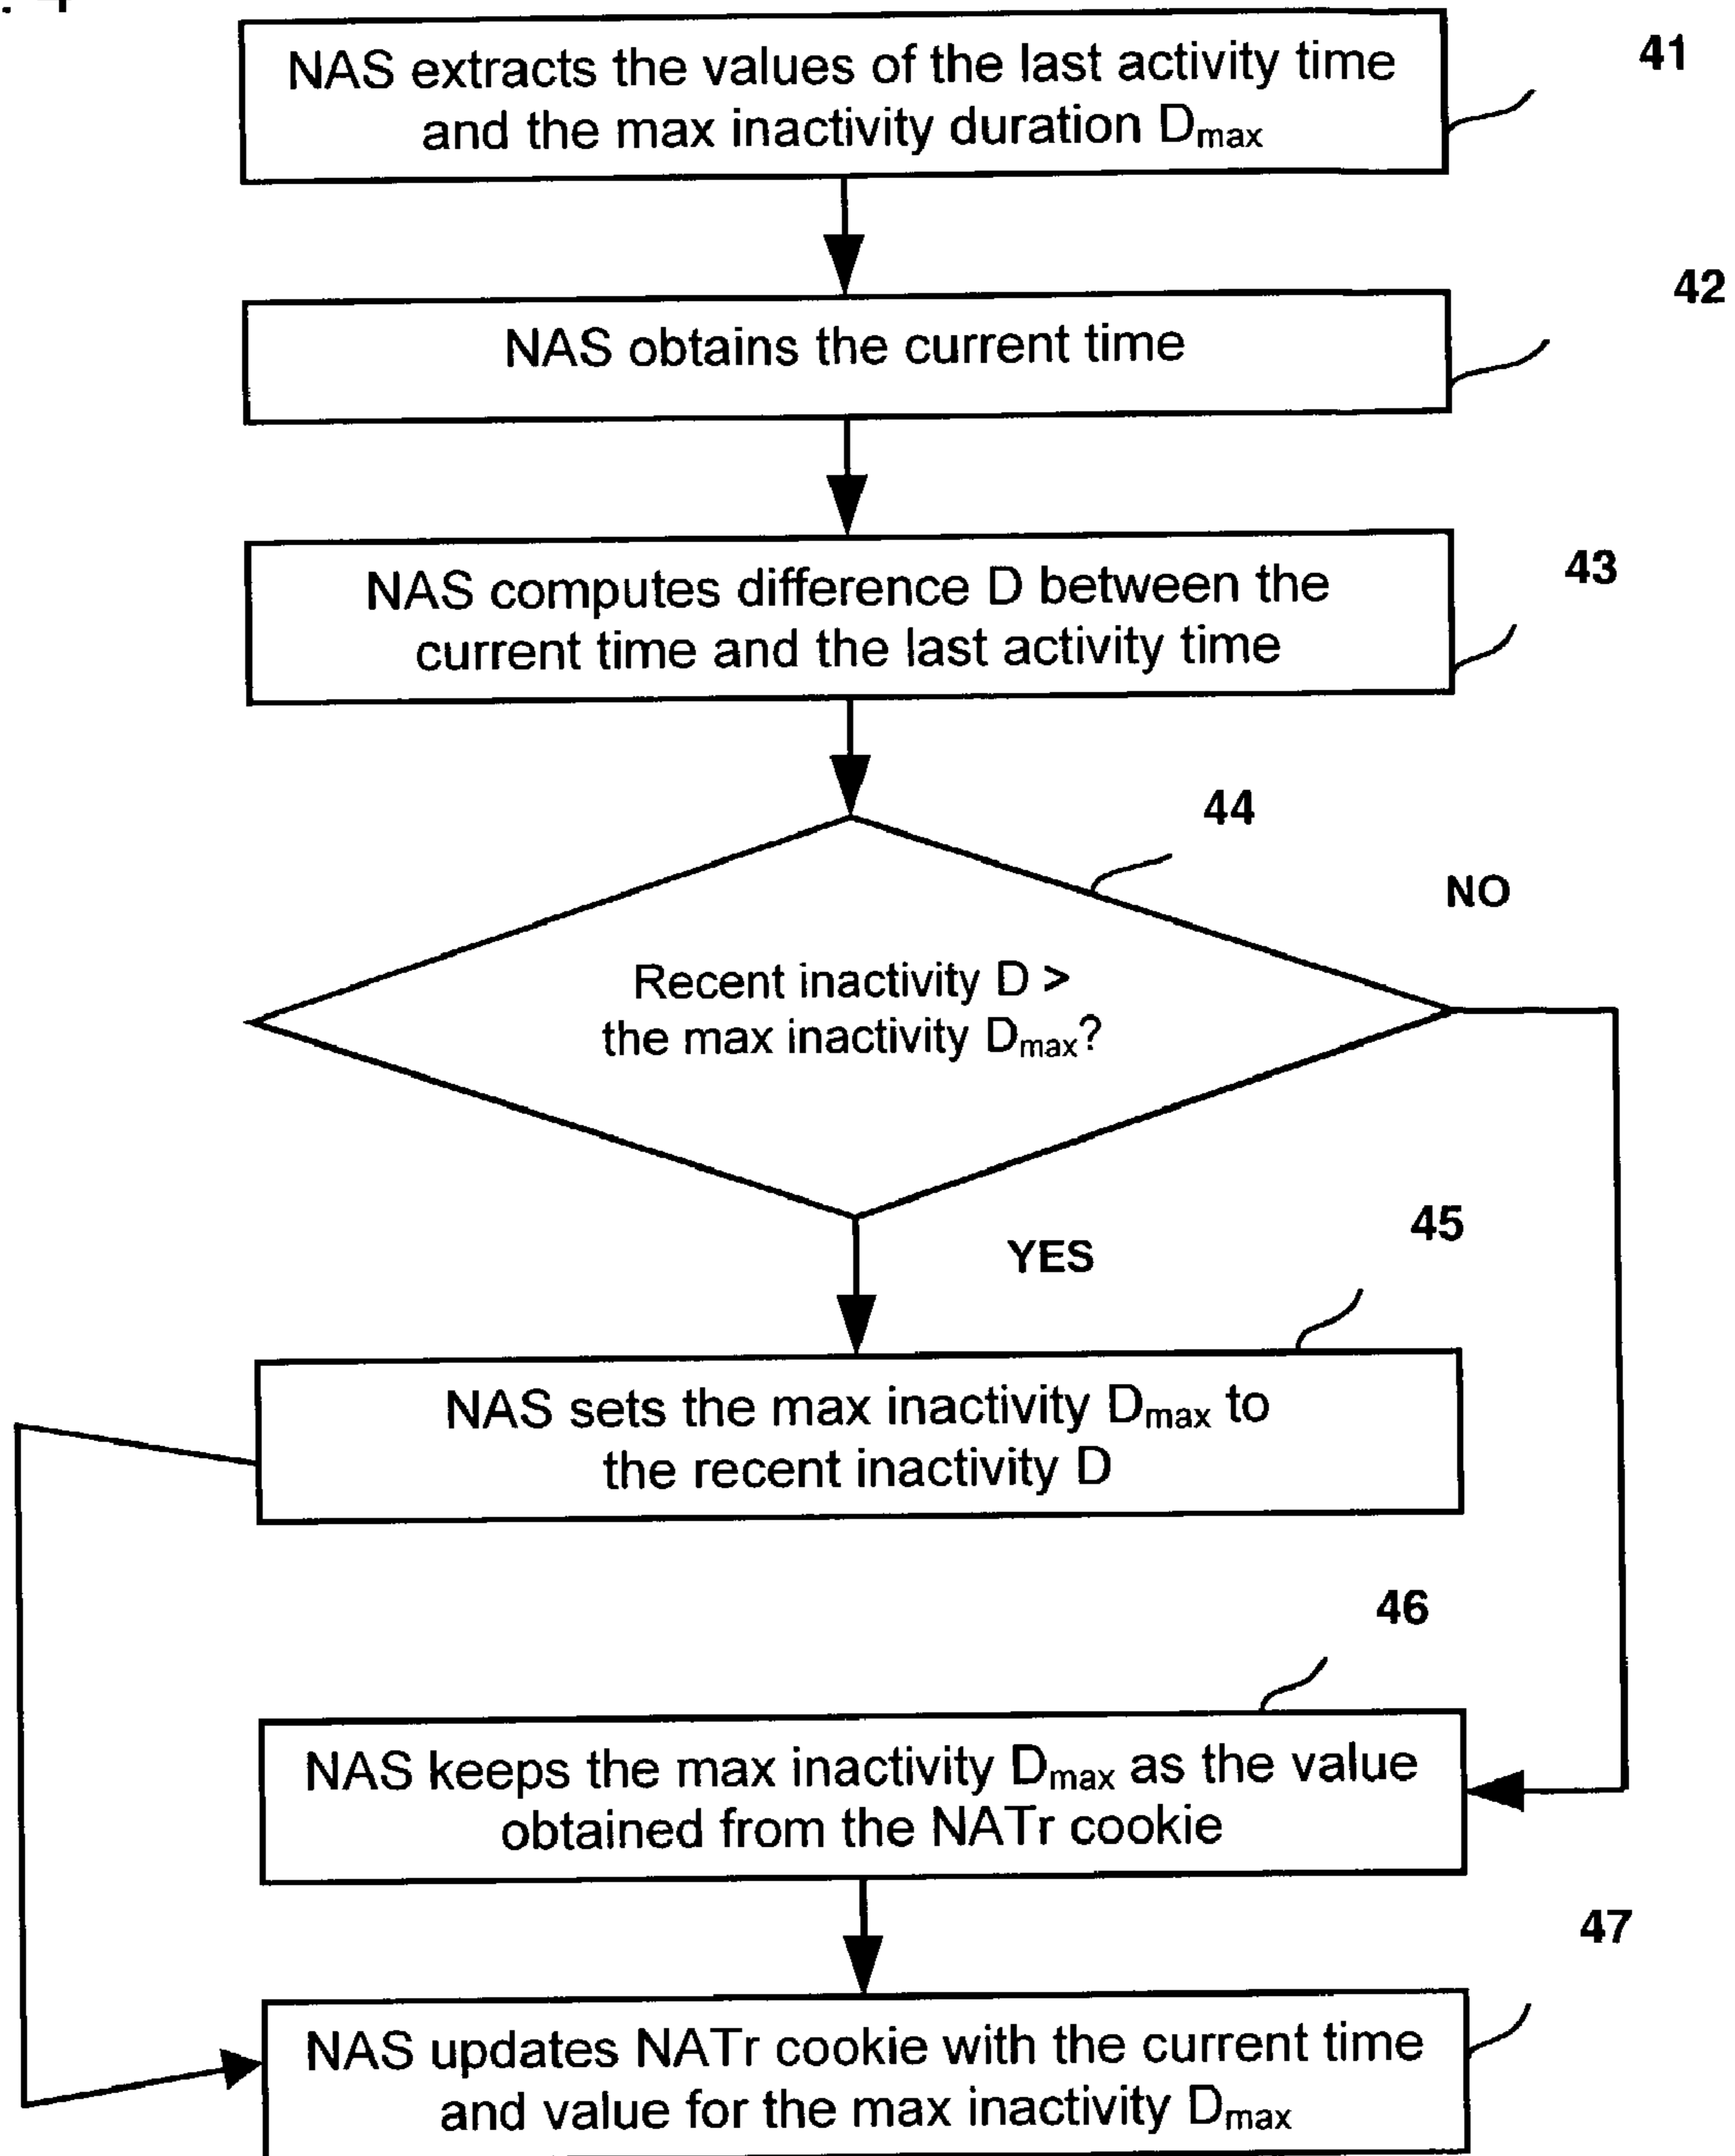 NAS extracts the values of the last activity time
and the max inactivity duration Dmax
41
NAS obtains the current time
42
NAS computes difference D between the
current time and the last activity time
43
44
NO
Recent inactivity D >
the max inactivity Dmax?
YES
45
NAS sets the max inactivity Dmax to
the recent inactivity D
46
NAS keeps the max inactivity Dmax as the value
obtained from the NATr cookie
47
NAS updates NATr cookie with the current time
and value for the max inactivity Dmax